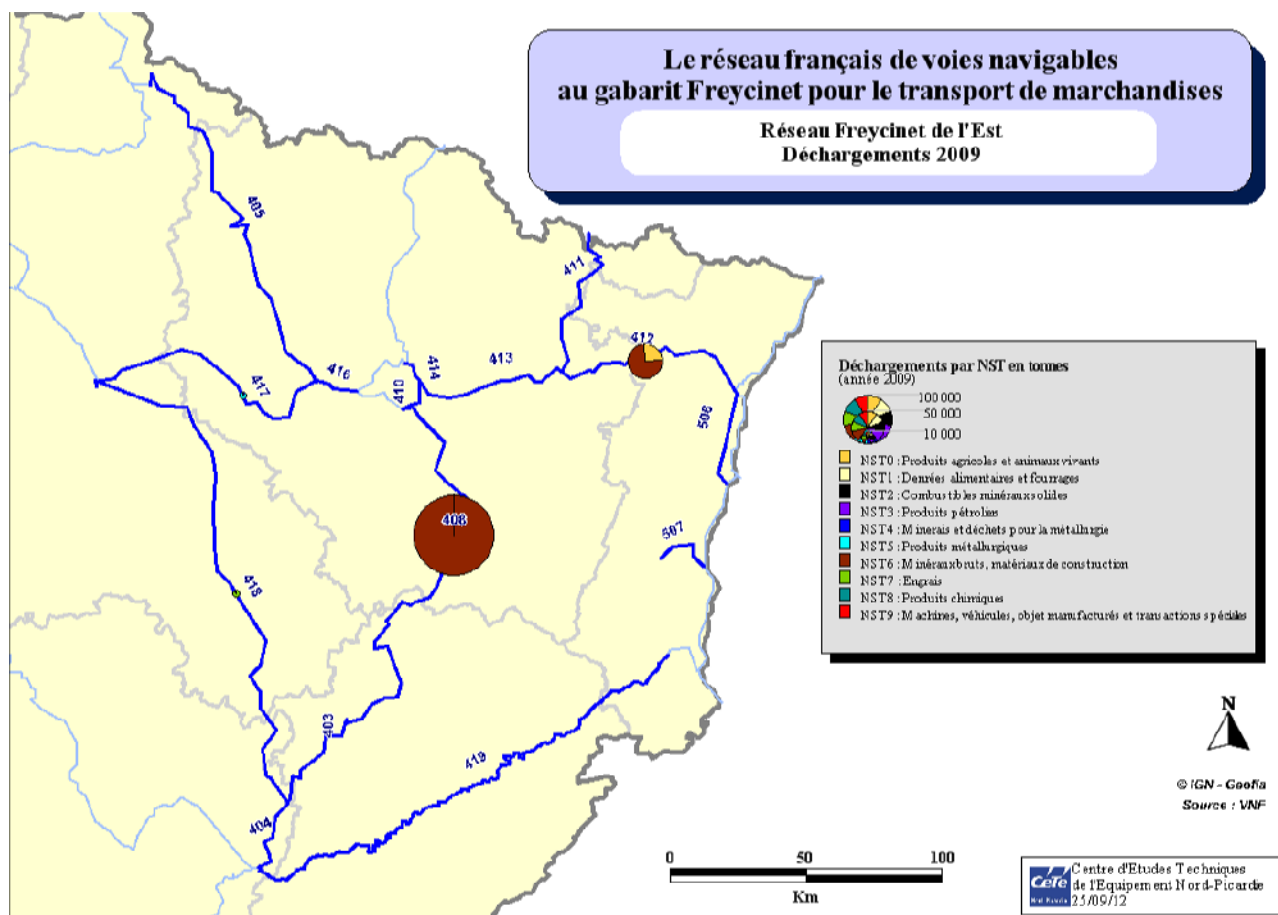 Le réseau français de voies navigables
au gabarit Freycinet pour le transport de marchandises
Réseau Freycinet de l'Est
Déchargements 2009
405
411
412
413
414
416
410
417
506
408
507
418
403
419
404
Déchargements par NST en tonnes
(année 2009)
100 000
50 000
10 000
NST0 : Produits agricoles et animaux vivants
NST1 : Denrées alimentaires et fourrages
NST2 : Combustibles minéraux solides
NST3 : Produits pétroliers
NST4 : Minerais et déchets pour la métallurgie
NST5 : Produits métallurgiques
NST6 : Minéraux bruts, matériaux de construction
NST7 : Engrais
NST8 : Produits chimiques
NST9 : Machines, véhicules, objet manufacturés et transactions spéciales
N
© IGN - Geofla
Source : VNF
0 50 100
Km
CeTe
Nord Picardie
Centre d'Etudes Techniques
de l'Equipement Nord-Picardie
25/09/12